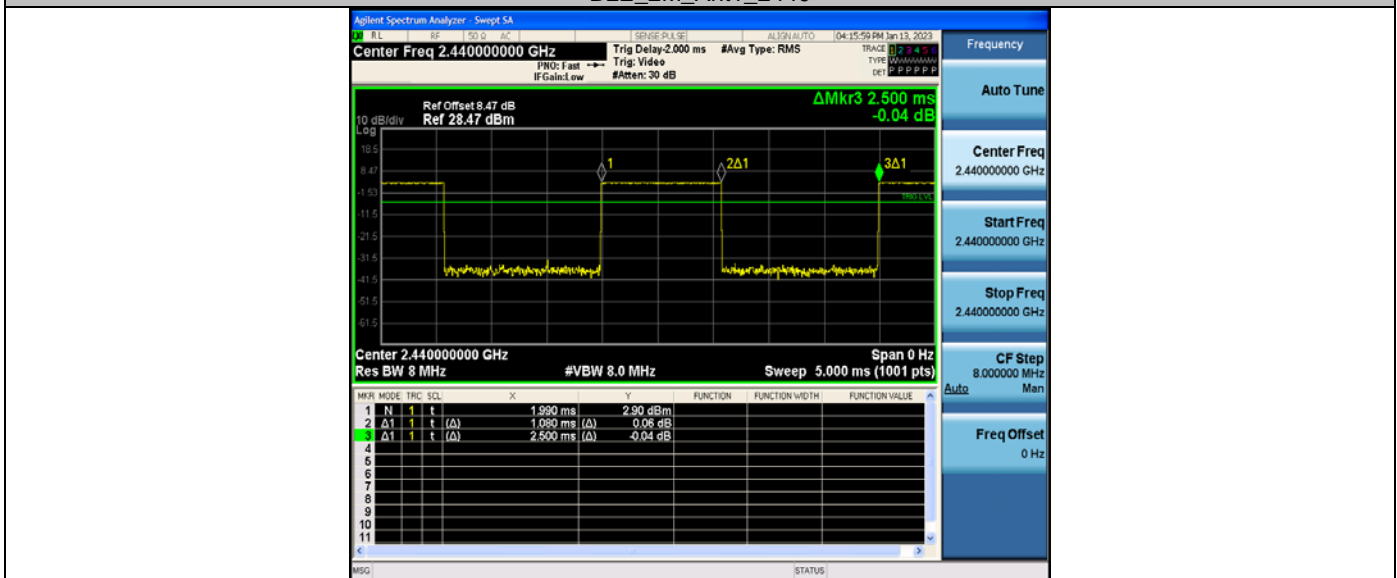 Agilent Spectrum Analyzer - Swept SA
RL RF 50 Ω AC SENSE:PULSE ALIGN AUTO 04:15:59 PM Jan 13, 2023
Center Freq 2.440000000 GHz
Trig Delay-2.000 ms #Avg Type: RMS
TRACE 1 2 3 4 5 6
PNO: Fast Trig: Video
TYPE WWWWWW
IFGain:Low #Atten: 30 dB
DET P P P P P P
Frequency
Auto Tune
ΔMkr3 2.500 ms
-0.04 dB
Ref Offset 8.47 dB
10 dB/div Ref 28.47 dBm
Log
18.5
8.47
-1.53
-11.5
-21.5
-31.5
-41.5
-51.5
-61.5
1
2Δ1
3Δ1
TRIG LVL
Center Freq
2.440000000 GHz
Start Freq
2.440000000 GHz
Stop Freq
2.440000000 GHz
CF Step
8.000000 MHz
Auto Man
Freq Offset
0 Hz
Center 2.440000000 GHz Span 0 Hz
Res BW 8 MHz #VBW 8.0 MHz Sweep 5.000 ms (1001 pts)
MKR MODE TRC SCL X Y FUNCTION FUNCTION WIDTH FUNCTION VALUE
1 N 1 t 1.990 ms 2.90 dBm
2 Δ1 1 t (Δ) 1.080 ms (Δ) 0.06 dB
3 Δ1 1 t (Δ) 2.500 ms (Δ) -0.04 dB
4
5
6
7
8
9
10
11
MSG STATUS